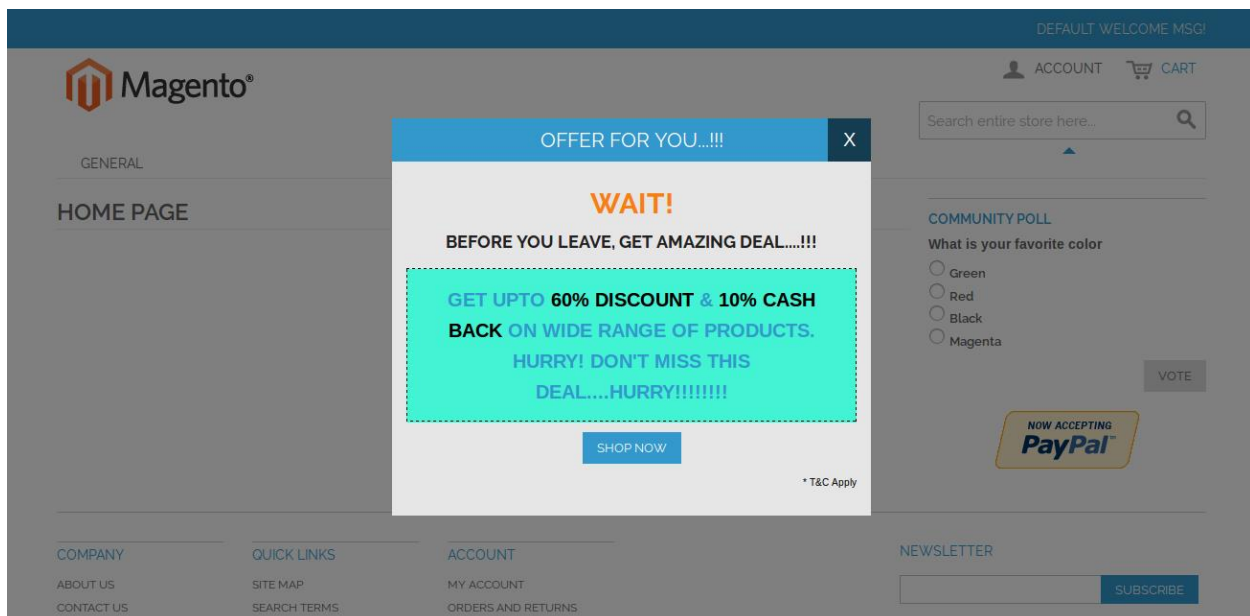 DEFAULT WELCOME MSG!
Magento®
ACCOUNT
CART
Search entire store here...
GENERAL
HOME PAGE
OFFER FOR YOU...!!!
X
WAIT!
BEFORE YOU LEAVE, GET AMAZING DEAL....!!!
GET UPTO 60% DISCOUNT & 10% CASH
BACK ON WIDE RANGE OF PRODUCTS.
HURRY! DON'T MISS THIS
DEAL....HURRY!!!!!!!!
SHOP NOW
* T&C Apply
COMMUNITY POLL
What is your favorite color
Green
Red
Black
Magenta
VOTE
NOW ACCEPTING
PayPal™
COMPANY
ABOUT US
CONTACT US
QUICK LINKS
SITE MAP
SEARCH TERMS
ACCOUNT
MY ACCOUNT
ORDERS AND RETURNS
NEWSLETTER
SUBSCRIBE